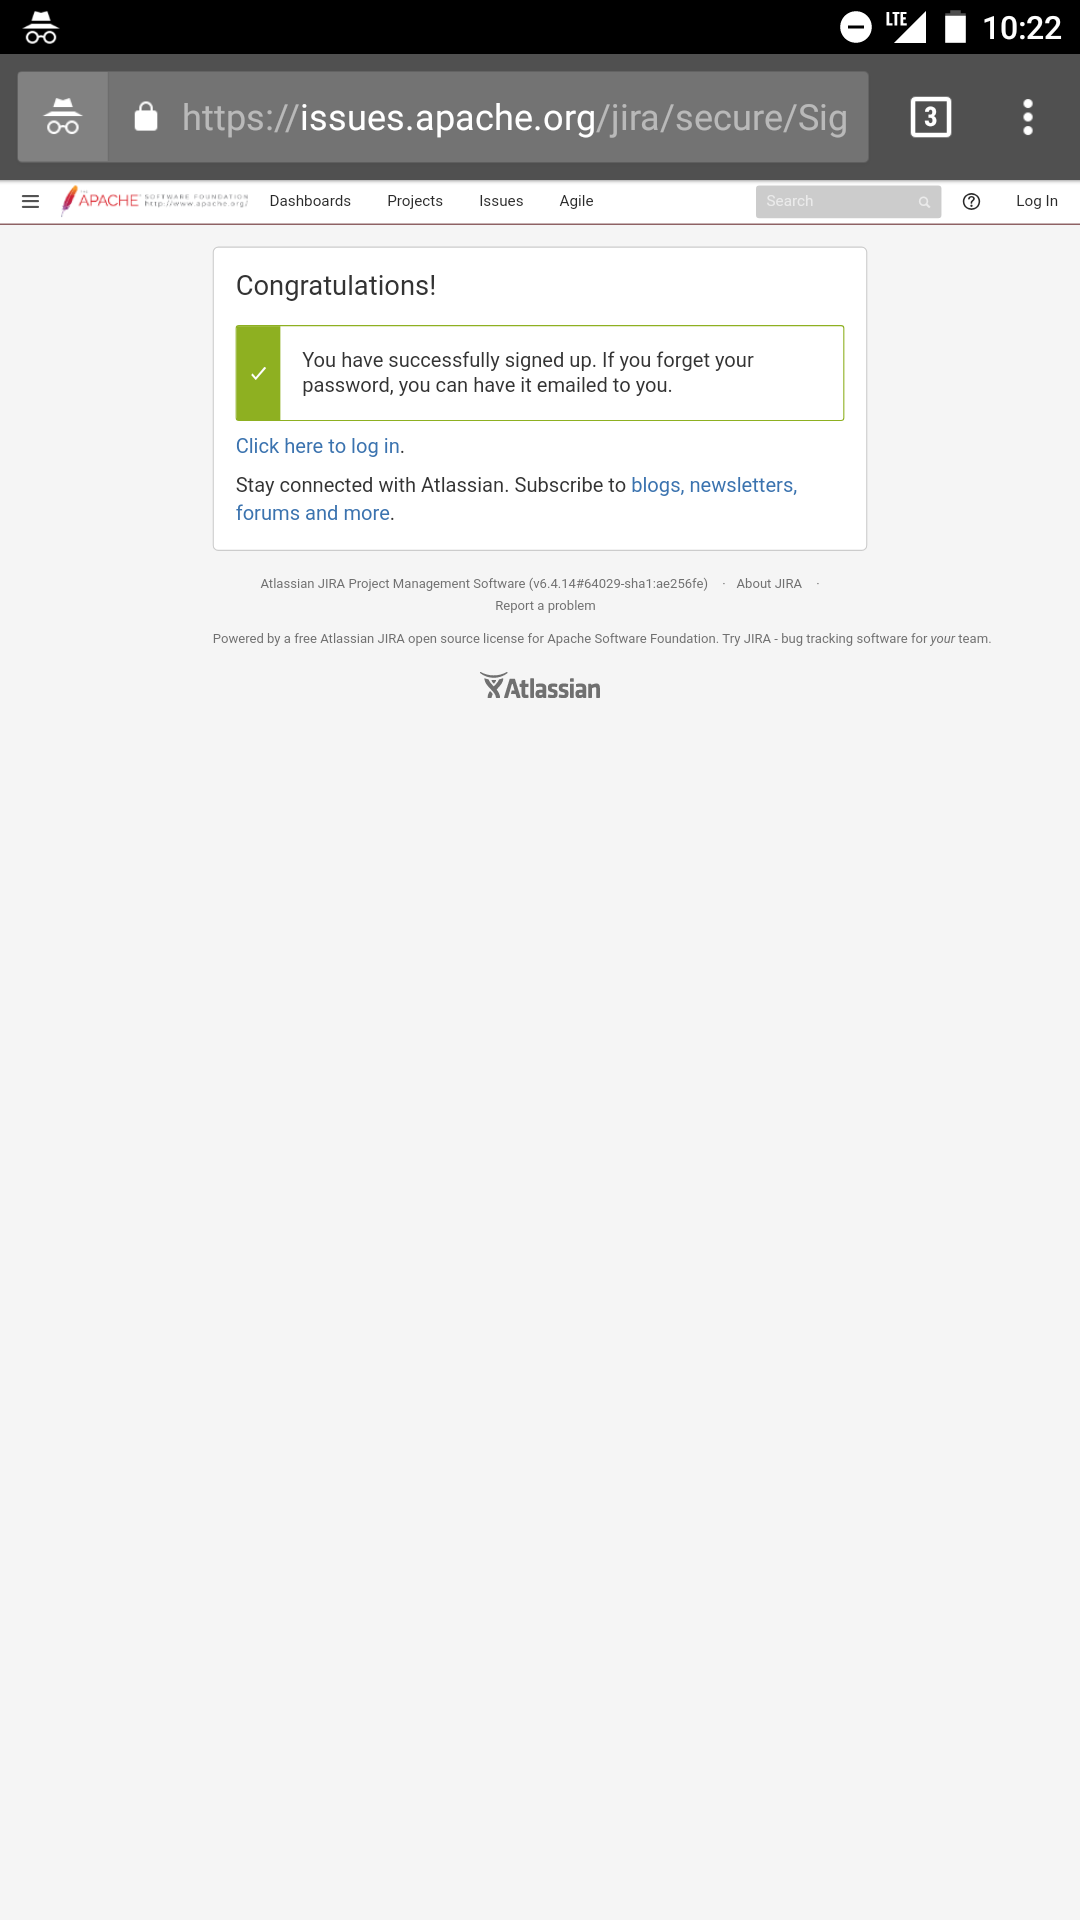 LTE 10:22
https://issues.apache.org/jira/secure/Sig 3
THE
APACHE SOFTWARE FOUNDATION
http://www.apache.org/
Dashboards Projects Issues Agile Search Log In
Congratulations!
You have successfully signed up. If you forget your
password, you can have it emailed to you.
Click here to log in.
Stay connected with Atlassian. Subscribe to blogs, newsletters,
forums and more.
Atlassian JIRA Project Management Software (v6.4.14#64029-sha1:ae256fe) · About JIRA ·
Report a problem
Powered by a free Atlassian JIRA open source license for Apache Software Foundation. Try JIRA - bug tracking software for your team.
Atlassian